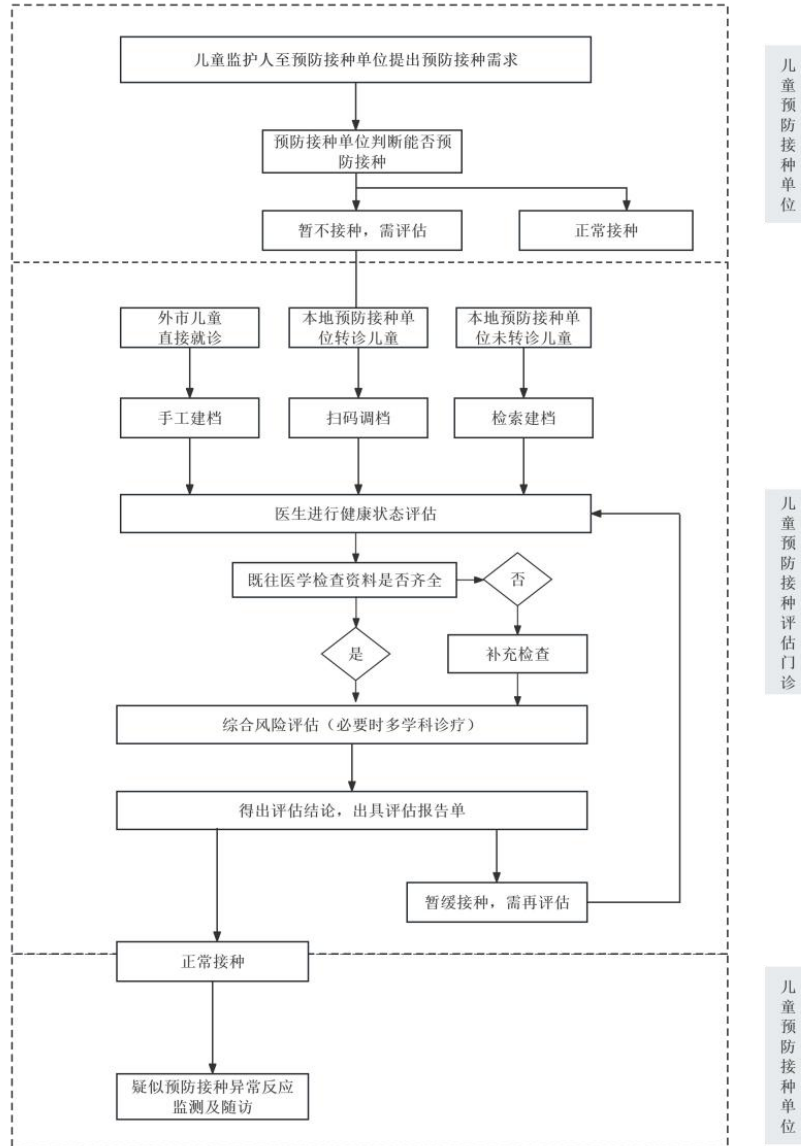 儿童监护人至预防接种单位提出预防接种需求
预防接种单位判断能否预
防接种
暂不接种，需评估
正常接种
儿童预防接种单位
外市儿童
直接就诊
本地预防接种单
位转诊儿童
本地预防接种单
位未转诊儿童
手工建档
扫码调档
检索建档
医生进行健康状态评估
既往医学检查资料是否齐全
否
是
补充检查
综合风险评估（必要时多学科诊疗）
得出评估结论，出具评估报告单
暂缓接种，需再评估
儿童预防接种评估门诊
正常接种
疑似预防接种异常反应
监测及随访
儿童预防接种单位